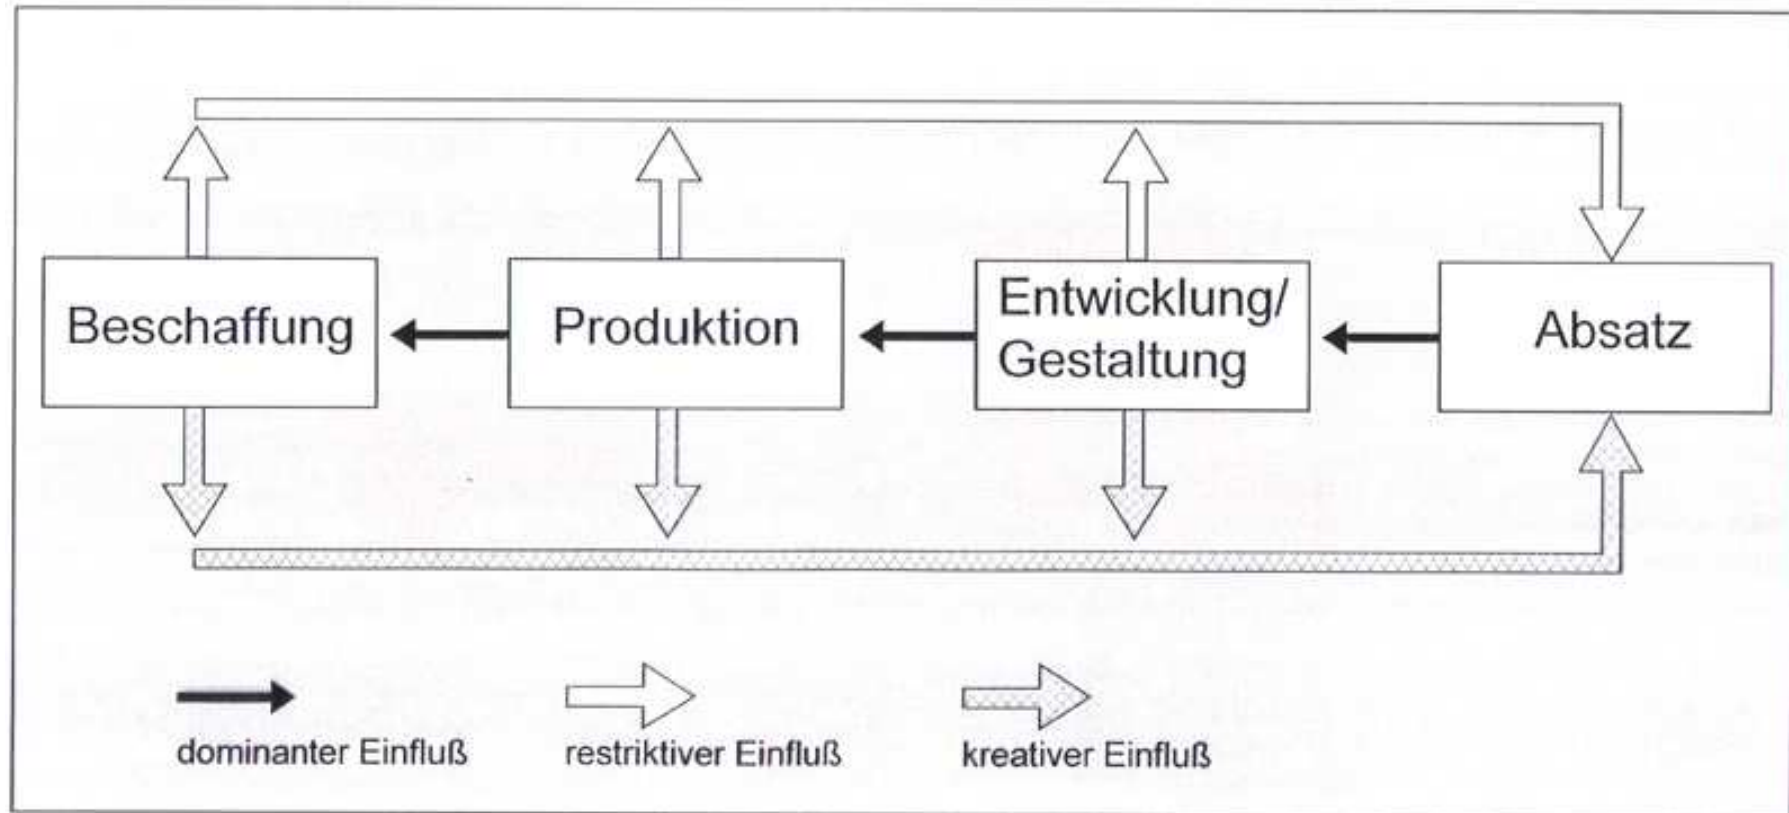 Beschaffung
Produktion
Entwicklung/
Gestaltung
Absatz
dominanter Einfluß
restriktiver Einfluß
kreativer Einfluß